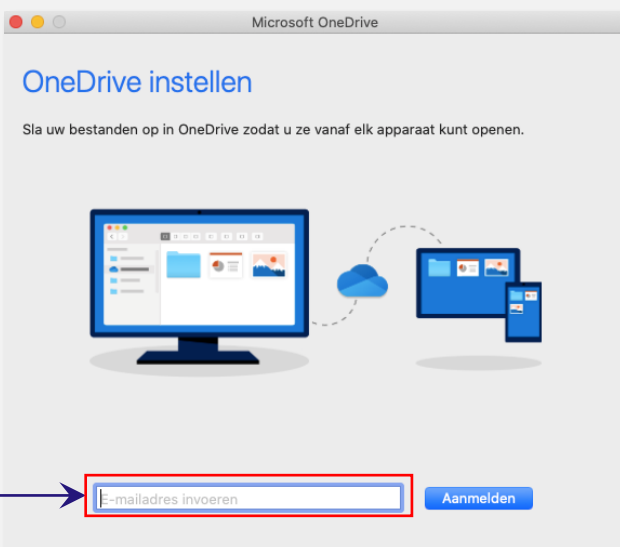 Microsoft OneDrive
OneDrive instellen
Sla uw bestanden op in OneDrive zodat u ze vanaf elk apparaat kunt openen.
E-mailadres invoeren
Aanmelden